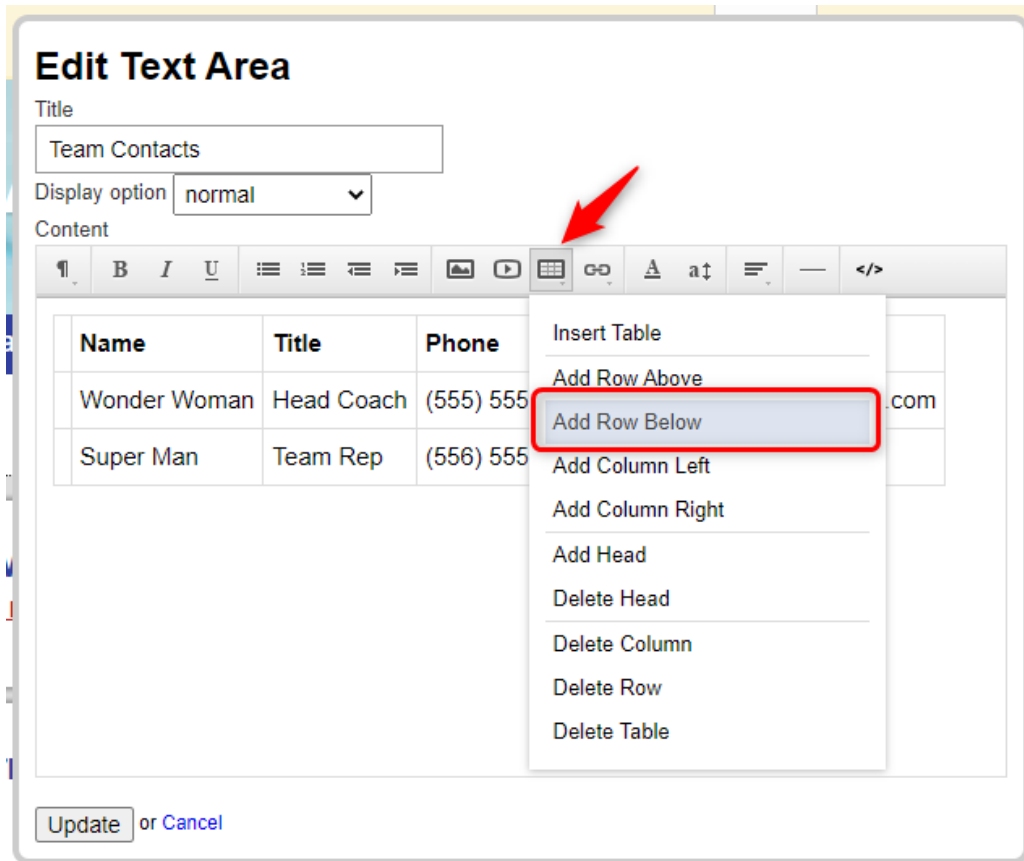 Edit Text Area
Title
Team Contacts
Display option normal
Content
¶ B I U A a↕ — </>
Name Title Phone
Wonder Woman Head Coach (555) 555 .com
Super Man Team Rep (556) 555
Insert Table
Add Row Above
Add Row Below
Add Column Left
Add Column Right
Add Head
Delete Head
Delete Column
Delete Row
Delete Table
Update or Cancel